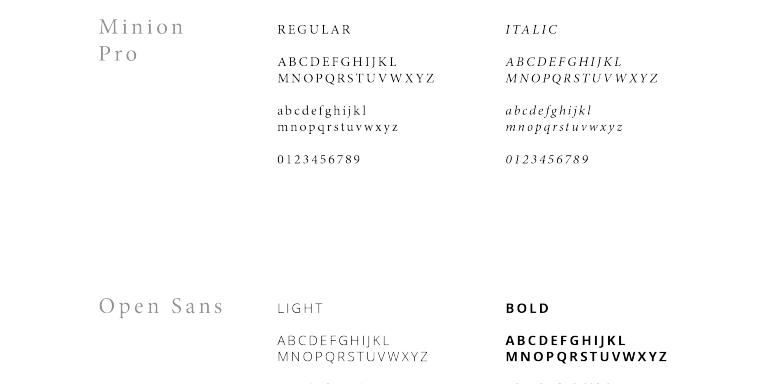 Minion
Pro
REGULAR
ABCDEFGHIJKL
MNOPQRSTUVWXYZ
abcdefghijkl
mnopqrstuvwxyz
0123456789
ITALIC
ABCDEFGHIJKL
MNOPQRSTUVWXYZ
abcdefghijkl
mnopqrstuvwxyz
0123456789
Open Sans
LIGHT
ABCDEFGHIJKL
MNOPQRSTUVWXYZ
BOLD
ABCDEFGHIJKL
MNOPQRSTUVWXYZ